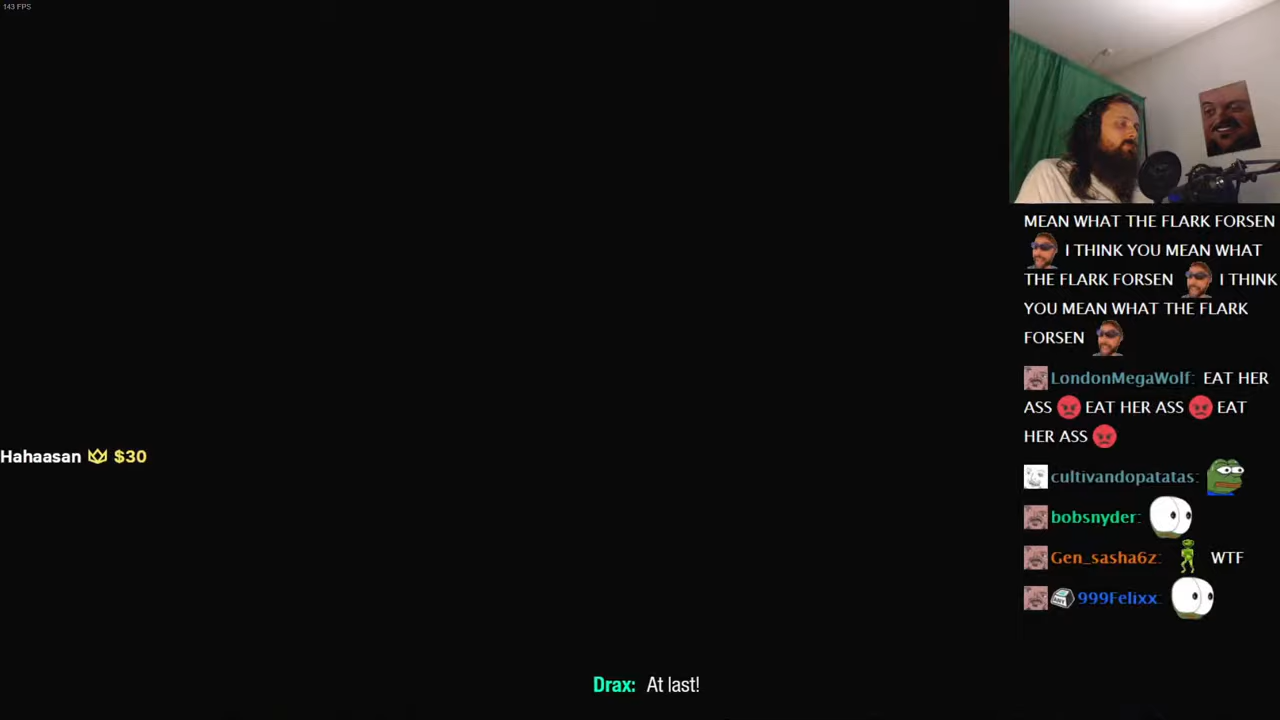 143 FPS
MEAN WHAT THE FLARK FORSEN
I THINK YOU MEAN WHAT
THE FLARK FORSEN I THINK
YOU MEAN WHAT THE FLARK
FORSEN
LondonMegaWolf: EAT HER
ASS EAT HER ASS EAT
HER ASS
Hahaasan $30
cultivandopatatas:
bobsnyder:
Gen_sasha6z: WTF
999Felixx:
Drax: At last!